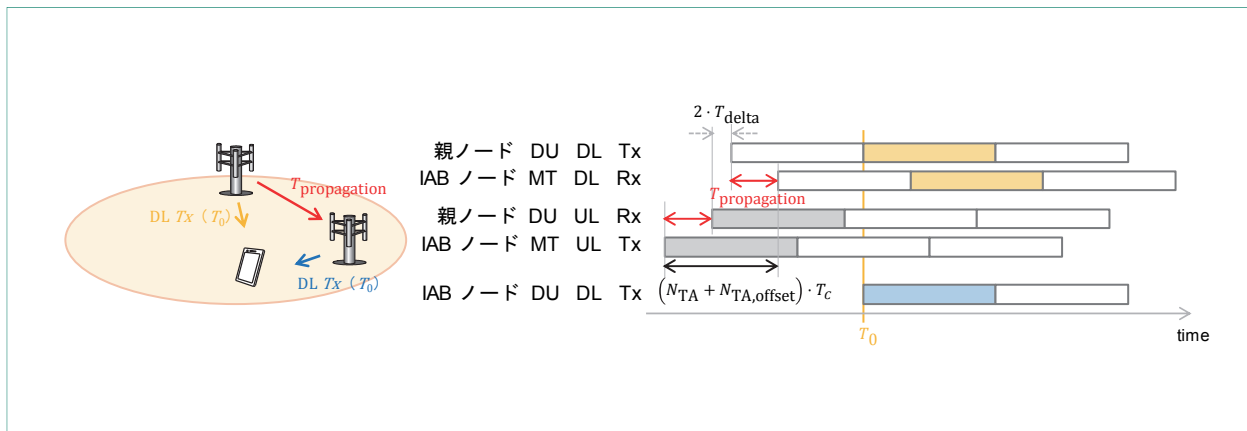 2・T_delta
親ノード DU DL Tx
IAB ノード MT DL Rx
T_propagation
T_propagation
DL Tx（T_0）
親ノード DU UL Rx
IAB ノード MT UL Tx
DL Tx（T_0）
IAB ノード DU DL Tx
(N_TA + N_TA,offset)・T_C
T_0
time